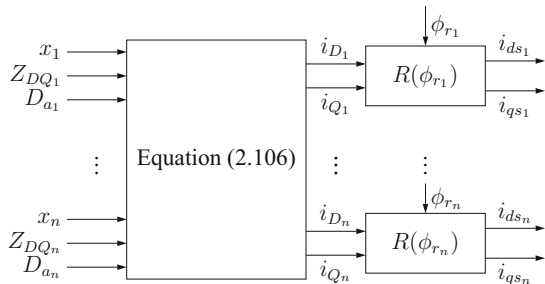 ϕ_{r_1}
x_1 i_{D_1} i_{ds_1}
Z_{DQ_1} R(ϕ_{r_1})
D_{a_1} i_{Q_1} i_{qs_1}
⋮ Equation (2.106) ⋮ ⋮
ϕ_{r_n}
x_n i_{D_n} i_{ds_n}
Z_{DQ_n} R(ϕ_{r_n})
D_{a_n} i_{Q_n} i_{qs_n}